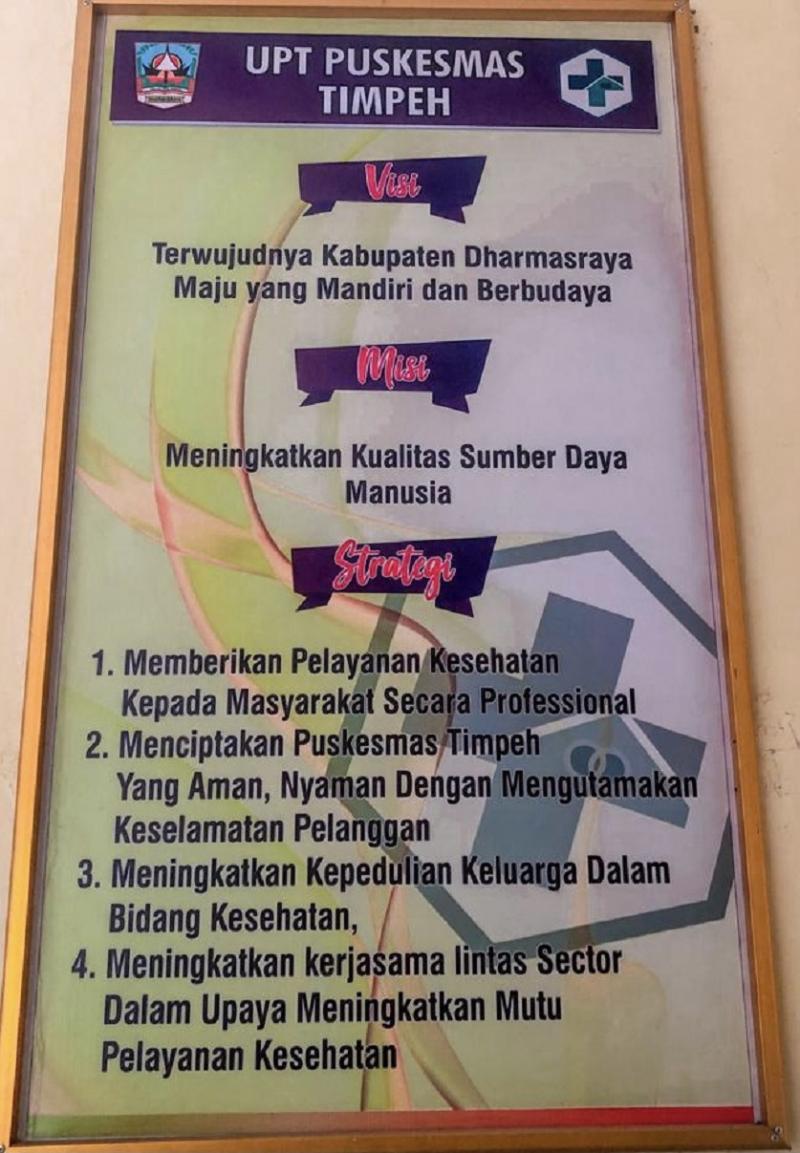 UPT PUSKESMAS
TIMPEH
Visi
Terwujudnya Kabupaten Dharmasraya
Maju yang Mandiri dan Berbudaya
Misi
Meningkatkan Kualitas Sumber Daya
Manusia
Strategi
1. Memberikan Pelayanan Kesehatan
Kepada Masyarakat Secara Professional
2. Menciptakan Puskesmas Timpeh
Yang Aman, Nyaman Dengan Mengutamakan
Keselamatan Pelanggan
3. Meningkatkan Kepedulian Keluarga Dalam
Bidang Kesehatan,
4. Meningkatkan kerjasama lintas Sector
Dalam Upaya Meningkatkan Mutu
Pelayanan Kesehatan